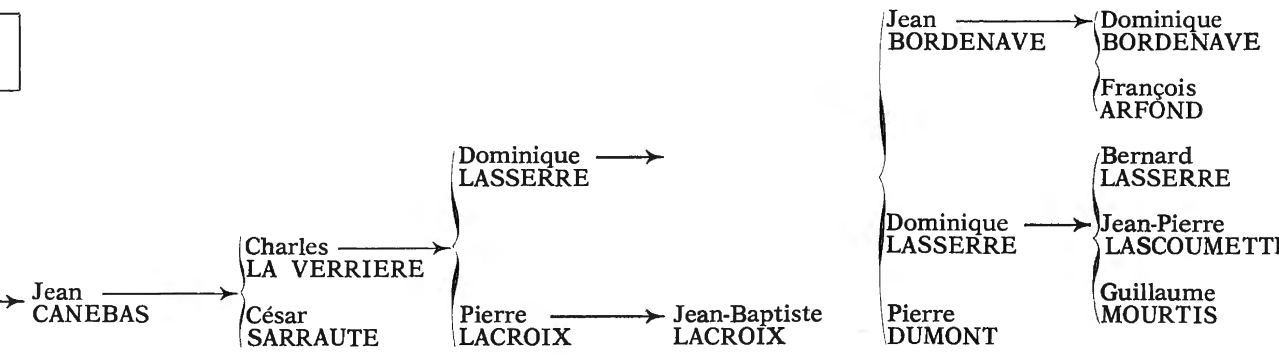 Jean
CANEBAS
Charles
LA VERRIERE
César
SARRAUTE
Dominique
LASSERRE
Pierre
LACROIX
Jean-Baptiste
LACROIX
Jean
BORDENAVE
Dominique
LASSERRE
Pierre
DUMONT
Dominique
BORDENAVE
François
ARFOND
Bernard
LASSERRE
Jean-Pierre
LASCOUMETTE
Guillaume
MOURTIS